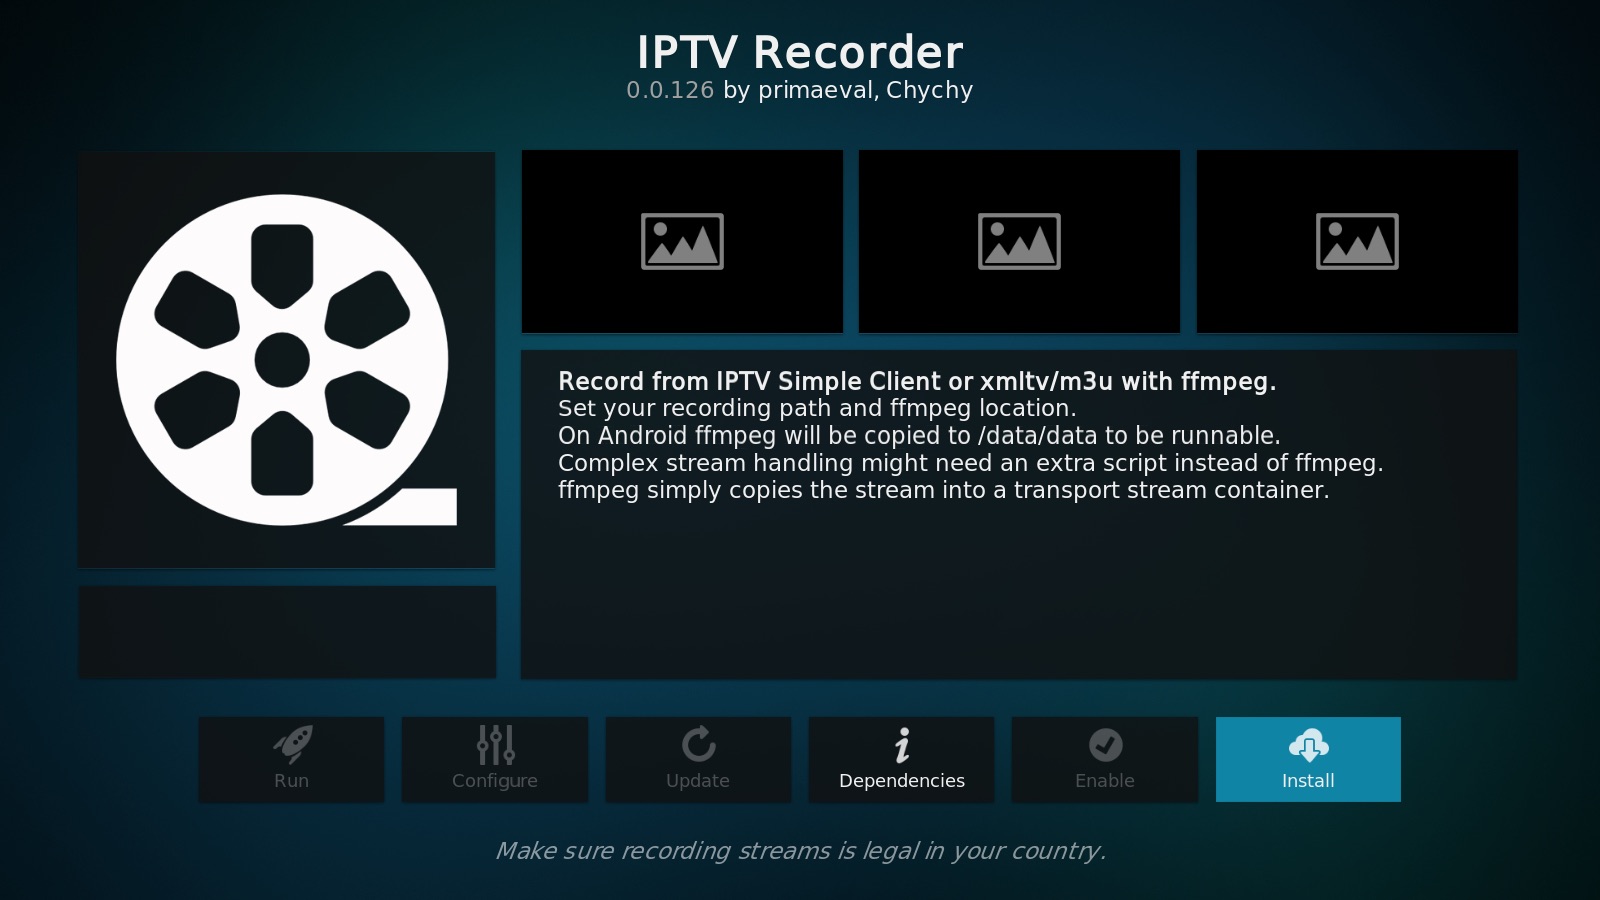 IPTV Recorder
0.0.126 by primaeval, Chychy
Record from IPTV Simple Client or xmltv/m3u with ffmpeg.
Set your recording path and ffmpeg location.
On Android ffmpeg will be copied to /data/data to be runnable.
Complex stream handling might need an extra script instead of ffmpeg.
ffmpeg simply copies the stream into a transport stream container.
Run
Configure
Update
Dependencies
Enable
Install
Make sure recording streams is legal in your country.